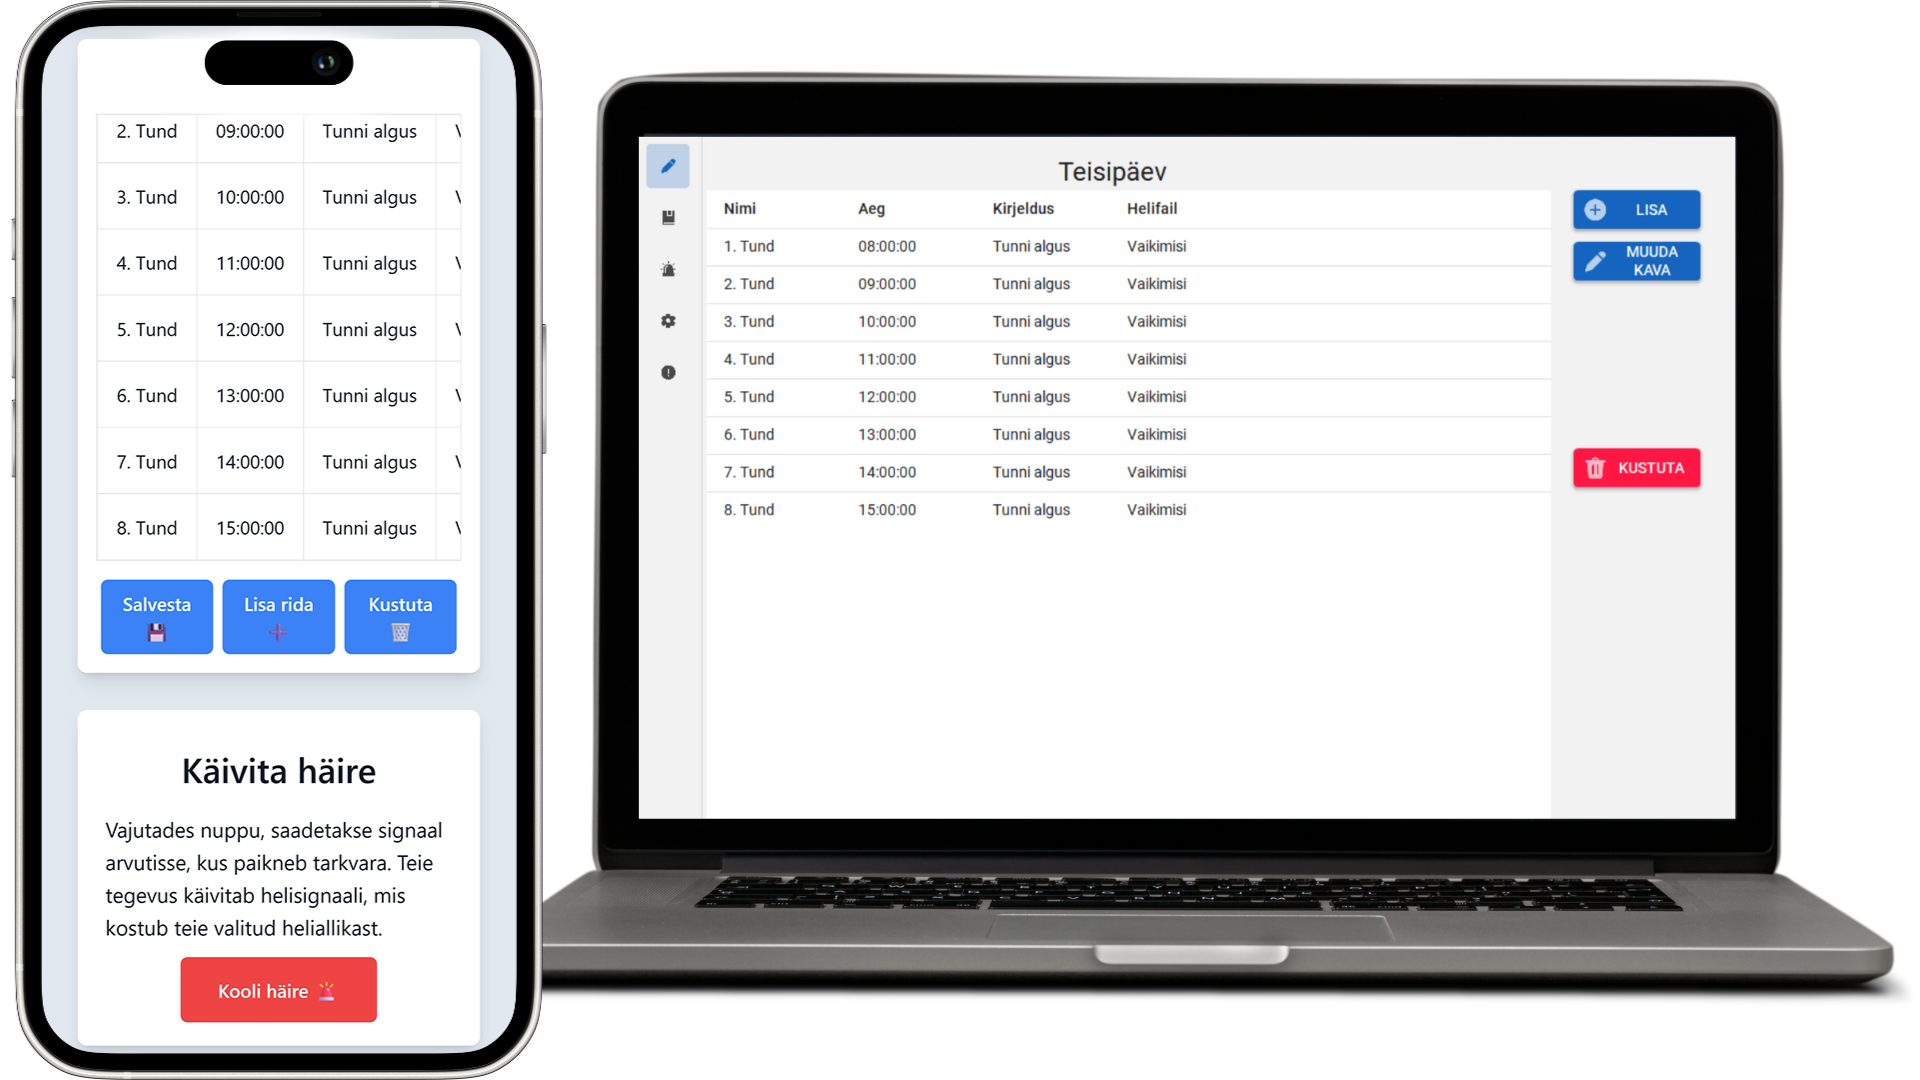 2. Tund 09:00:00 Tunni algus
3. Tund 10:00:00 Tunni algus
4. Tund 11:00:00 Tunni algus
5. Tund 12:00:00 Tunni algus
6. Tund 13:00:00 Tunni algus
7. Tund 14:00:00 Tunni algus
8. Tund 15:00:00 Tunni algus
Salvesta
Lisa rida
Kustuta
Käivita häire
Vajutades nuppu, saadetakse signaal
arvutisse, kus paikneb tarkvara. Teie
tegevus käivitab helisignaali, mis
kostub teie valitud heliallikast.
Kooli häire
Teisipäev
Nimi Aeg Kirjeldus Helifail
1. Tund 08:00:00 Tunni algus Vaikimisi
2. Tund 09:00:00 Tunni algus Vaikimisi
3. Tund 10:00:00 Tunni algus Vaikimisi
4. Tund 11:00:00 Tunni algus Vaikimisi
5. Tund 12:00:00 Tunni algus Vaikimisi
6. Tund 13:00:00 Tunni algus Vaikimisi
7. Tund 14:00:00 Tunni algus Vaikimisi
8. Tund 15:00:00 Tunni algus Vaikimisi
LISA
MUUDA
KAVA
KUSTUTA